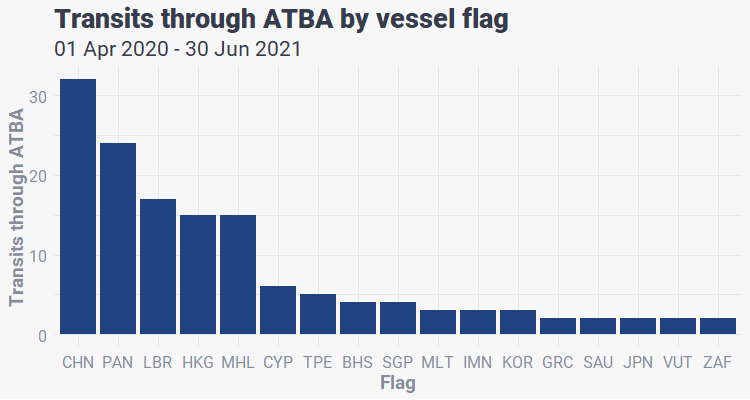 Transits through ATBA by vessel flag
01 Apr 2020 - 30 Jun 2021
Transits through ATBA
30
20
10
0
CHN PAN LBR HKG MHL CYP TPE BHS SGP MLT IMN KOR GRC SAU JPN VUT ZAF
Flag